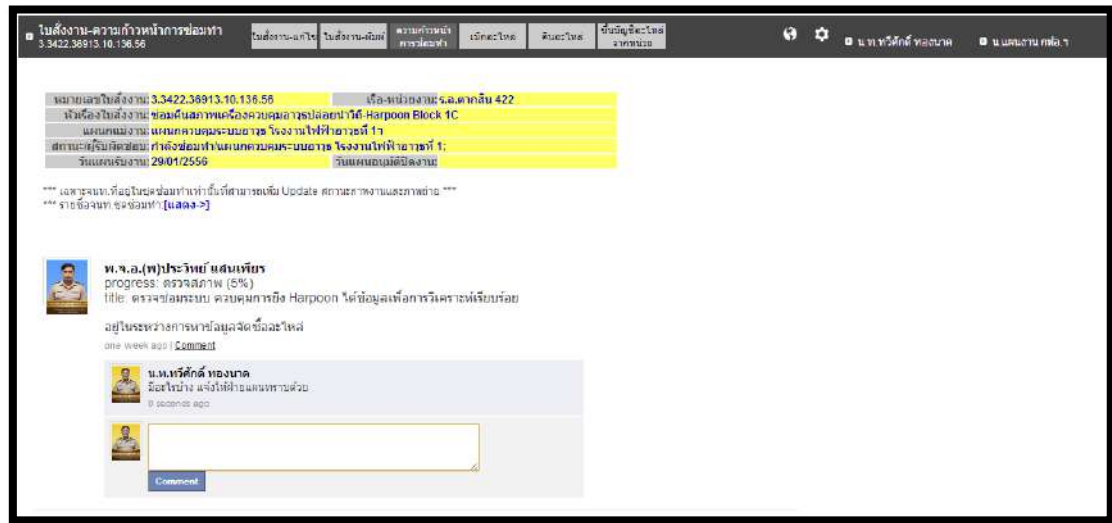 ใบสั่งงาน-ความก้าวหน้าการซ่อมทำ
3.3422.36913.10.136.56
ใบสั่งงาน-แก้ไข ใบสั่งงาน-พิมพ์ ความก้าวหน้าการซ่อมทำ เบิกอะไหล่ คืนอะไหล่ ขึ้นบัญชีอะไหล่จากหน่วย น.ท.ทวีศักดิ์ ทองนาค น.แผนงาน กฟอ.ฯ
หมายเลขใบสั่งงาน: 3.3422.36913.10.136.56 เรือ-หน่วยงาน: ร.ล.ตากสิน 422
หัวเรื่องใบสั่งงาน: ซ่อมคืนสภาพเครื่องควบคุมอาวุธปล่อยนำวิถี-Harpoon Block 1C
แผนกแม่งาน: แผนกควบคุมระบบอาวุธ โรงงานไฟฟ้าอาวุธที่ 1ฯ
สถานะ/ผู้รับผิดชอบ: กำลังซ่อมทำ/แผนกควบคุมระบบอาวุธ โรงงานไฟฟ้าอาวุธที่ 1:
วันแผนรับงาน: 29/01/2556 วันแผนอนุมัติปิดงาน:
*** เฉพาะจนท.ที่อยู่ในชุดซ่อมทำเท่านั้นที่สามารถเพิ่ม Update สถานะภาพงานและภาพถ่าย ***
*** รายชื่อจนท.ชุดซ่อมทำ:[แสดง->]
พ.จ.อ.(พ)ประวิทย์ แสนเพียร
progress: ตรวจสภาพ (5%)
title: ตรวจซ่อมระบบ ควบคุมการยิง Harpoon ได้ข้อมูลเพื่อการวิเคราะห์เรียบร้อย
อยู่ในระหว่างการหาข้อมูลจัดซื้ออะไหล่
one week ago | Comment
น.ท.ทวีศักดิ์ ทองนาค
มีอะไรบ้าง แจ้งให้ฝ่ายแผนทราบด้วย
seconds ago
Comment